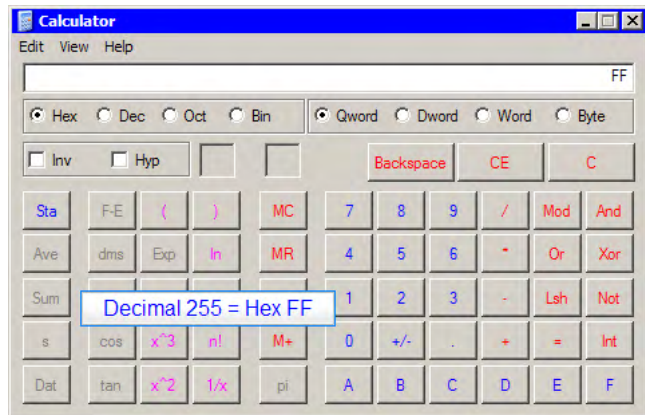 Calculator
Edit View Help
FF
Hex Dec Oct Bin Qword Dword Word Byte
Inv Hyp Backspace CE C
Sta F-E ( ) MC 7 8 9 / Mod And
Ave dms Exp ln MR 4 5 6 * Or Xor
Sum 1 2 3 - Lsh Not
Decimal 255 = Hex FF
s cos x^3 n! M+ 0 +/- . + = Int
Dat tan x^2 1/x pi A B C D E F